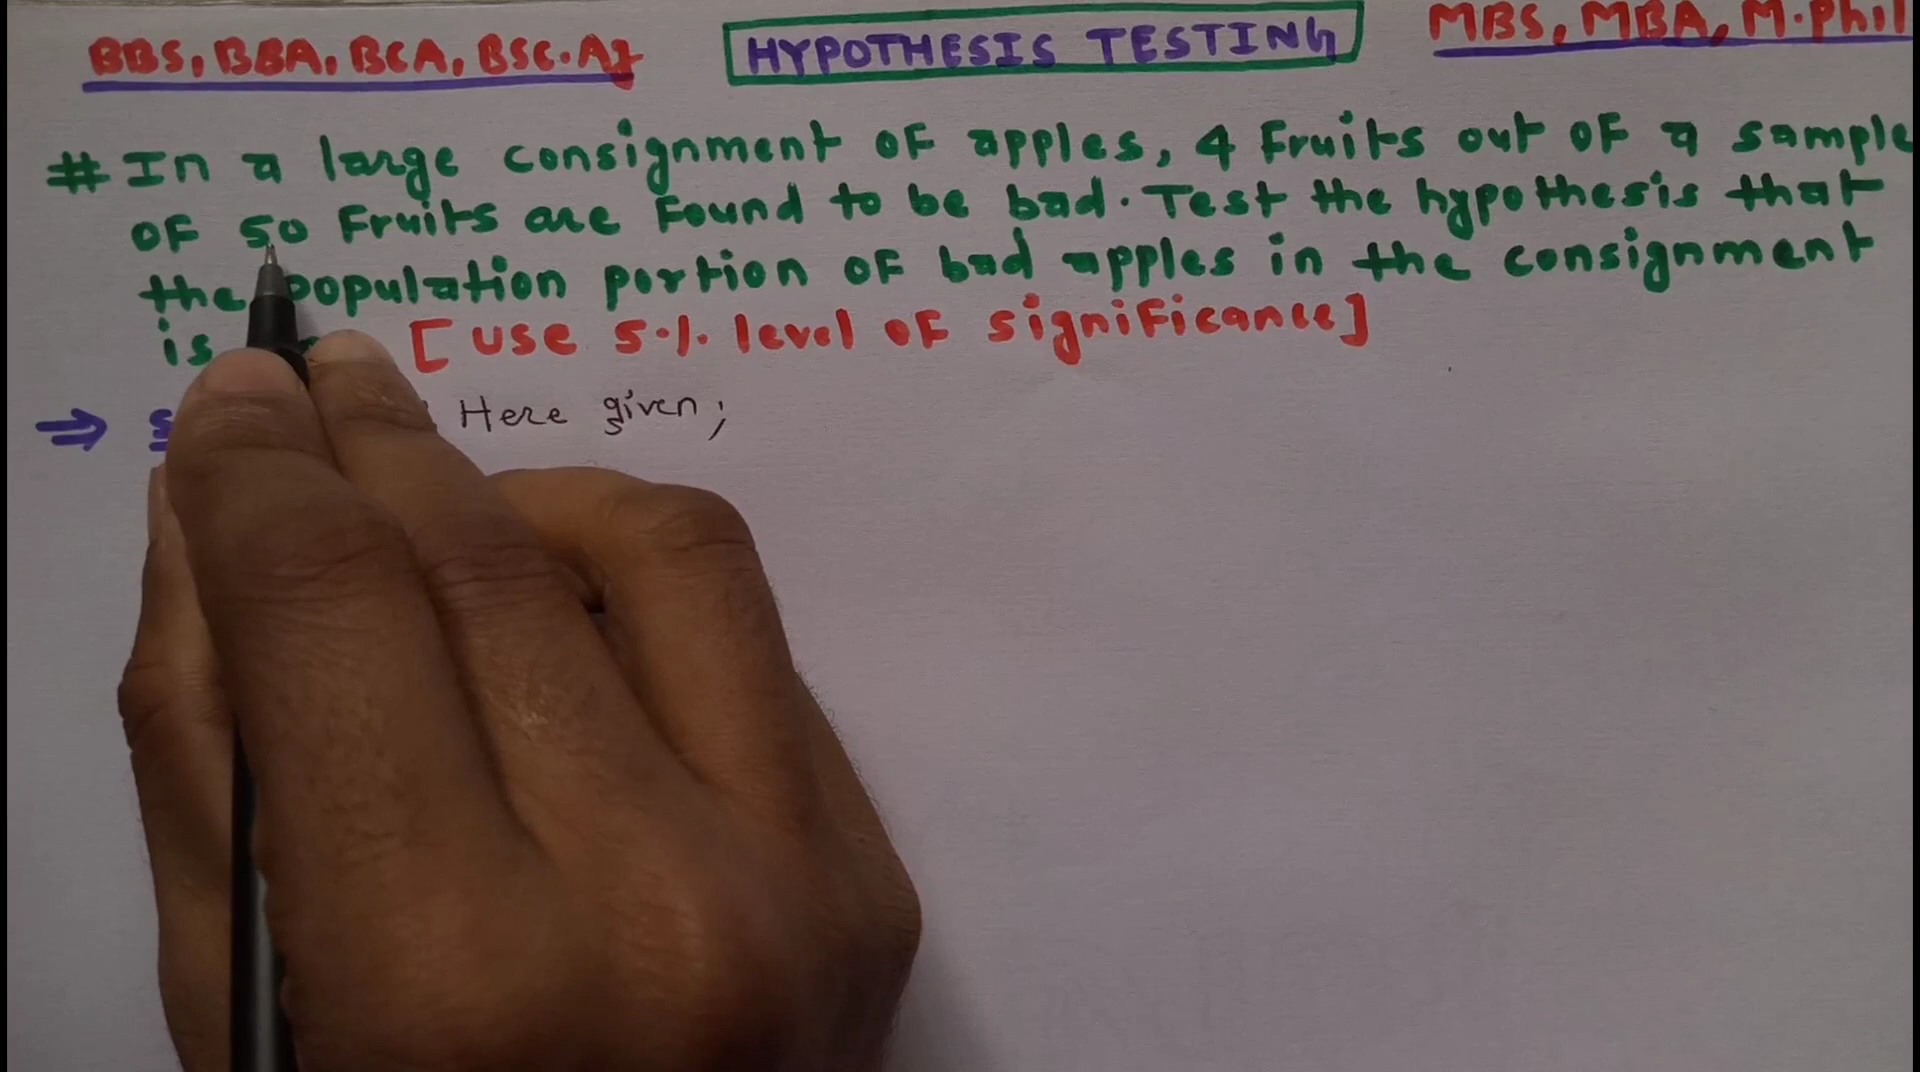 BBS, BBA, BCA, BSC.Ag
HYPOTHESIS TESTING
MBS, MBA, M.Phil
# In a large consignment of apples, 4 fruits out of a sample
of 50 fruits are found to be bad. Test the hypothesis that
the population portion of bad apples in the consignment
is [use 5% level of significance]
⇒ Here given;